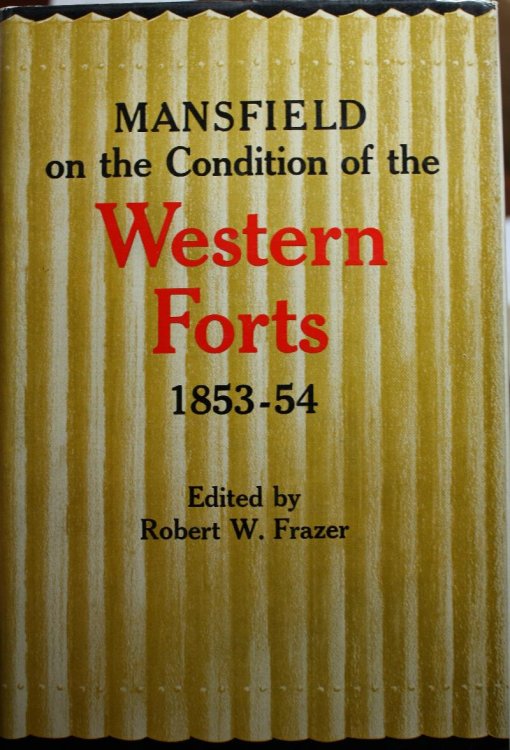 MANSFIELD
on the Condition of the
Western
Forts
1853-54
Edited by
Robert W. Frazer